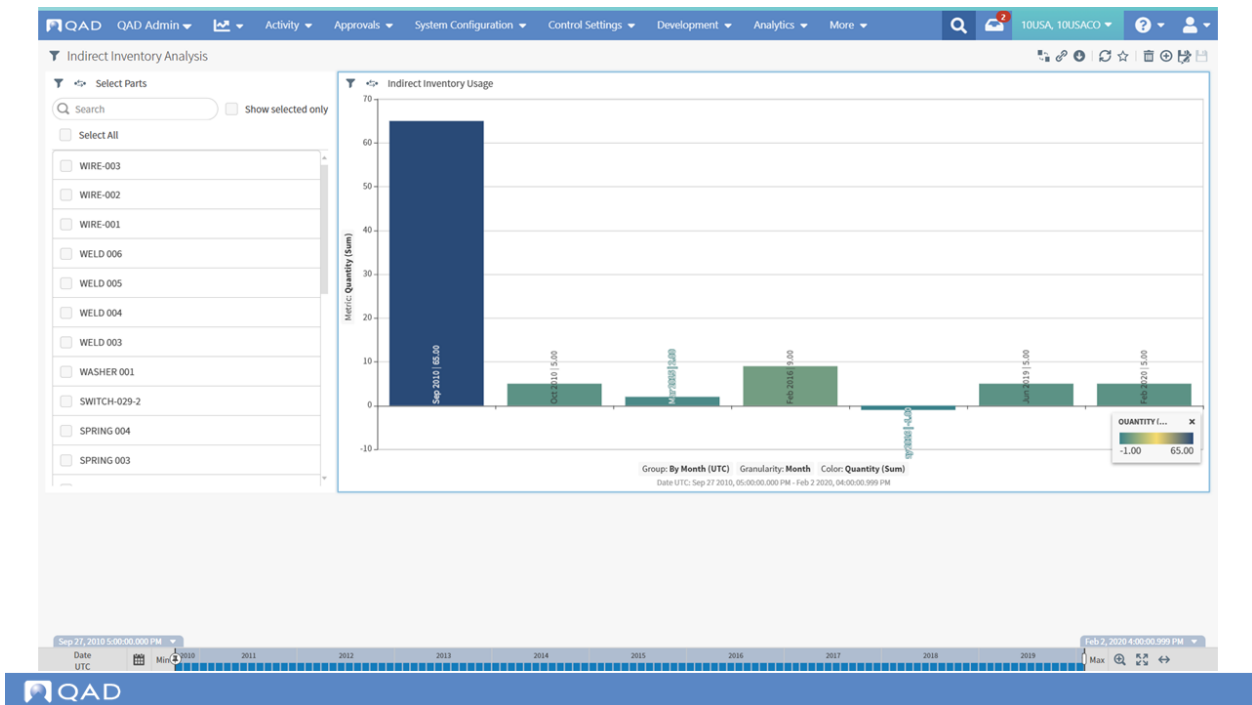 QAD QAD Admin Activity Approvals System Configuration Control Settings Development Analytics More 2 10USA, 10USACO ?
Indirect Inventory Analysis
Select Parts
Search Show selected only
Select All
WIRE-003
WIRE-002
WIRE-001
WELD 006
WELD 005
WELD 004
WELD 003
WASHER 001
SWITCH-029-2
SPRING 004
SPRING 003
Indirect Inventory Usage
70
60
50
40
30
20
10
0
-10
Metric: Quantity (Sum)
Sep 2010 | 65.00
Oct 2010 | 5.00
Feb 2016 | 9.00
Jun 2019 | 5.00
Feb 2020 | 5.00
QUANTITY (... x
-1.00 65.00
Group: By Month (UTC) Granularity: Month Color: Quantity (Sum)
Date UTC: Sep 27 2010, 05:00:00.000 PM - Feb 2 2020, 04:00:00.999 PM
Sep 27, 2010 5:00:00.000 PM Feb 2, 2020 4:00:00.999 PM
Date UTC Min 2010 2011 2012 2013 2014 2015 2016 2017 2018 2019 Max
QAD